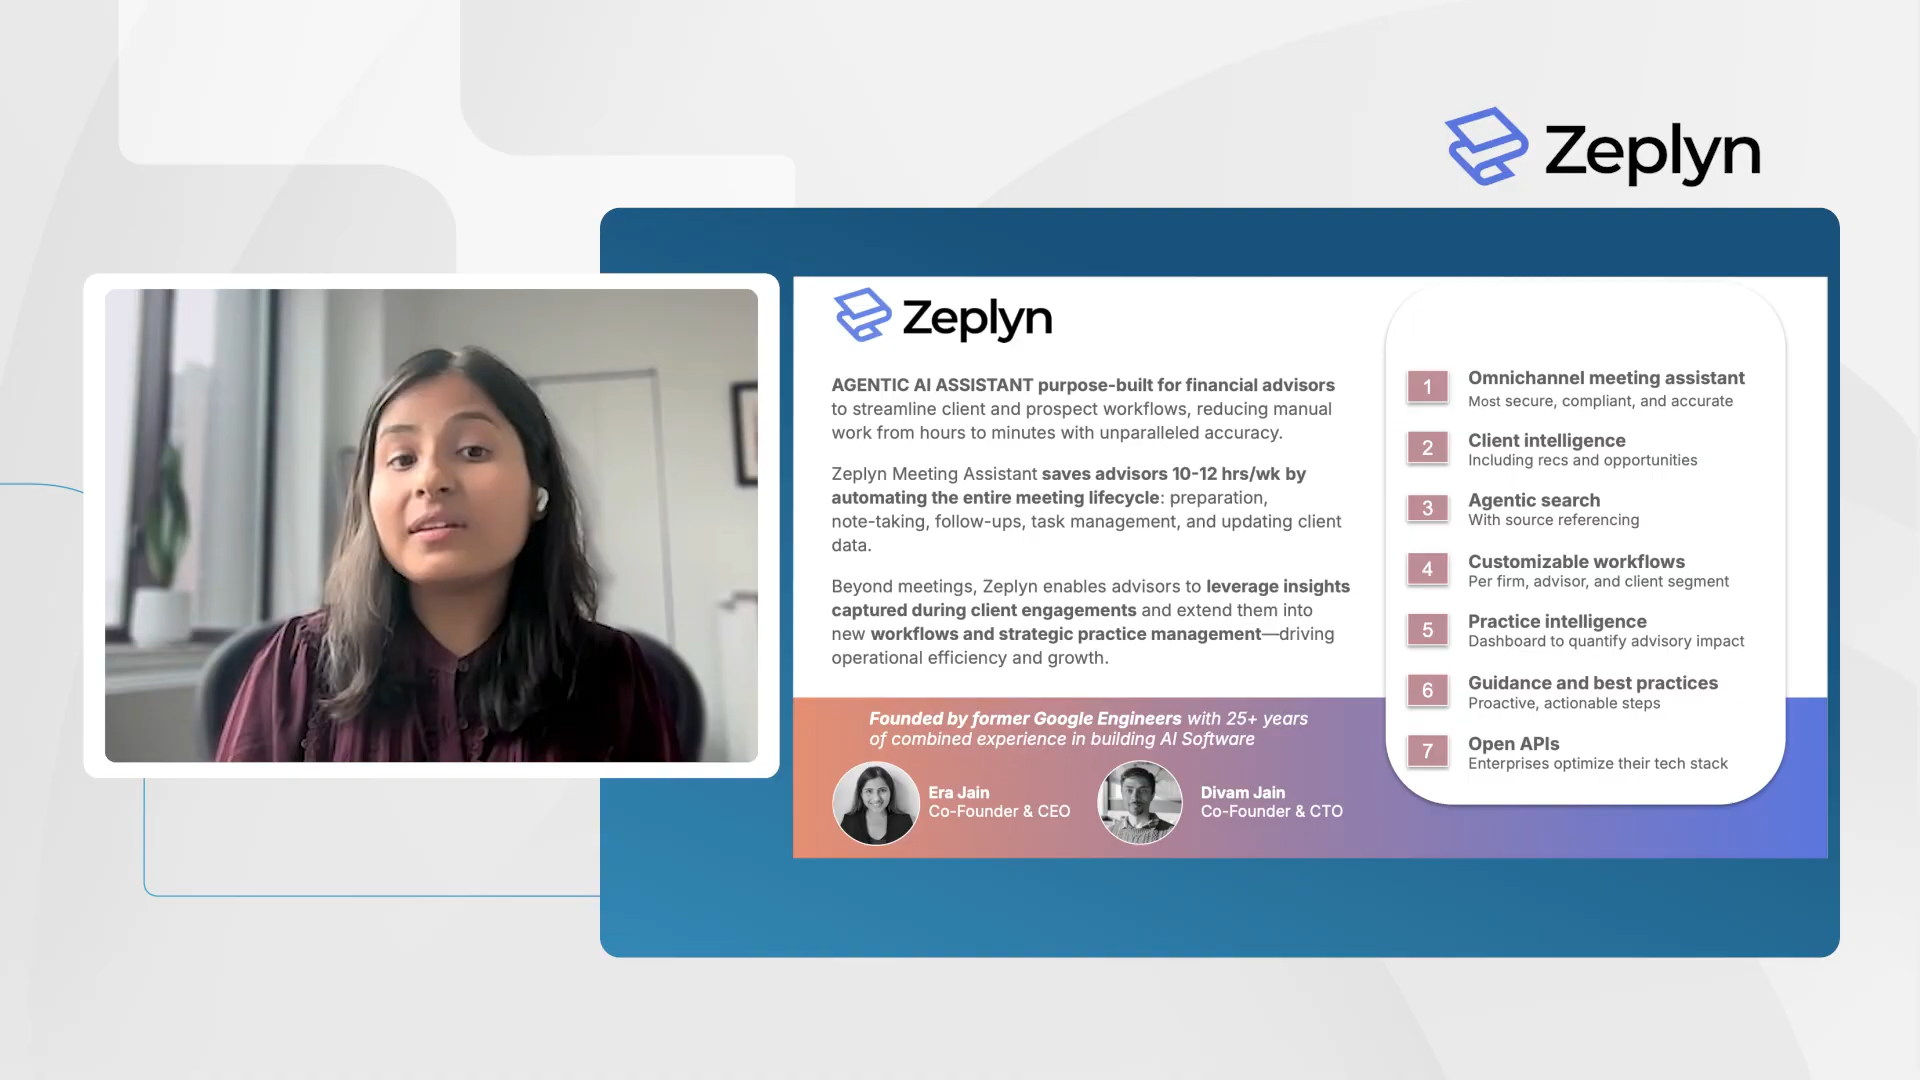 Zeplyn
Zeplyn
AGENTIC AI ASSISTANT purpose-built for financial advisors
to streamline client and prospect workflows, reducing manual
work from hours to minutes with unparalleled accuracy.
Zeplyn Meeting Assistant saves advisors 10-12 hrs/wk by
automating the entire meeting lifecycle: preparation,
note-taking, follow-ups, task management, and updating client
data.
Beyond meetings, Zeplyn enables advisors to leverage insights
captured during client engagements and extend them into
new workflows and strategic practice management—driving
operational efficiency and growth.
Founded by former Google Engineers with 25+ years
of combined experience in building AI Software
Era Jain
Co-Founder & CEO
Divam Jain
Co-Founder & CTO
1
Omnichannel meeting assistant
Most secure, compliant, and accurate
2
Client intelligence
Including recs and opportunities
3
Agentic search
With source referencing
4
Customizable workflows
Per firm, advisor, and client segment
5
Practice intelligence
Dashboard to quantify advisory impact
6
Guidance and best practices
Proactive, actionable steps
7
Open APIs
Enterprises optimize their tech stack